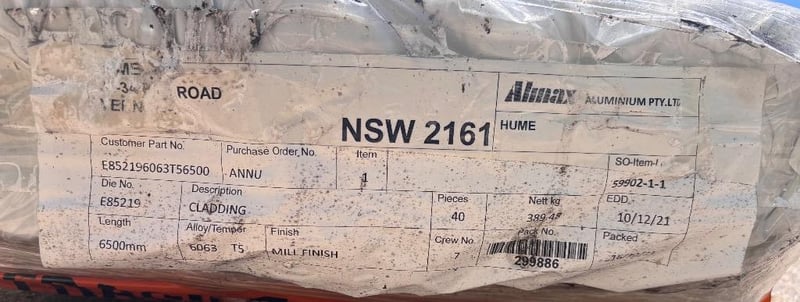 ROAD
Almax ALUMINIUM PTY.LTD
NSW 2161
HUME
Customer Part No.
E852196063T56500
Purchase Order No.
ANNU
Item
1
SO-Item-L
59902-1-1
Die No.
E85219
Description
CLADDING
Pieces
40
Nett kg
389.48
EDD
10/12/21
Length
6500mm
Alloy/Temper
6063 T5
Finish
MILL FINISH
Crew No.
7
Pack No.
299886
Packed